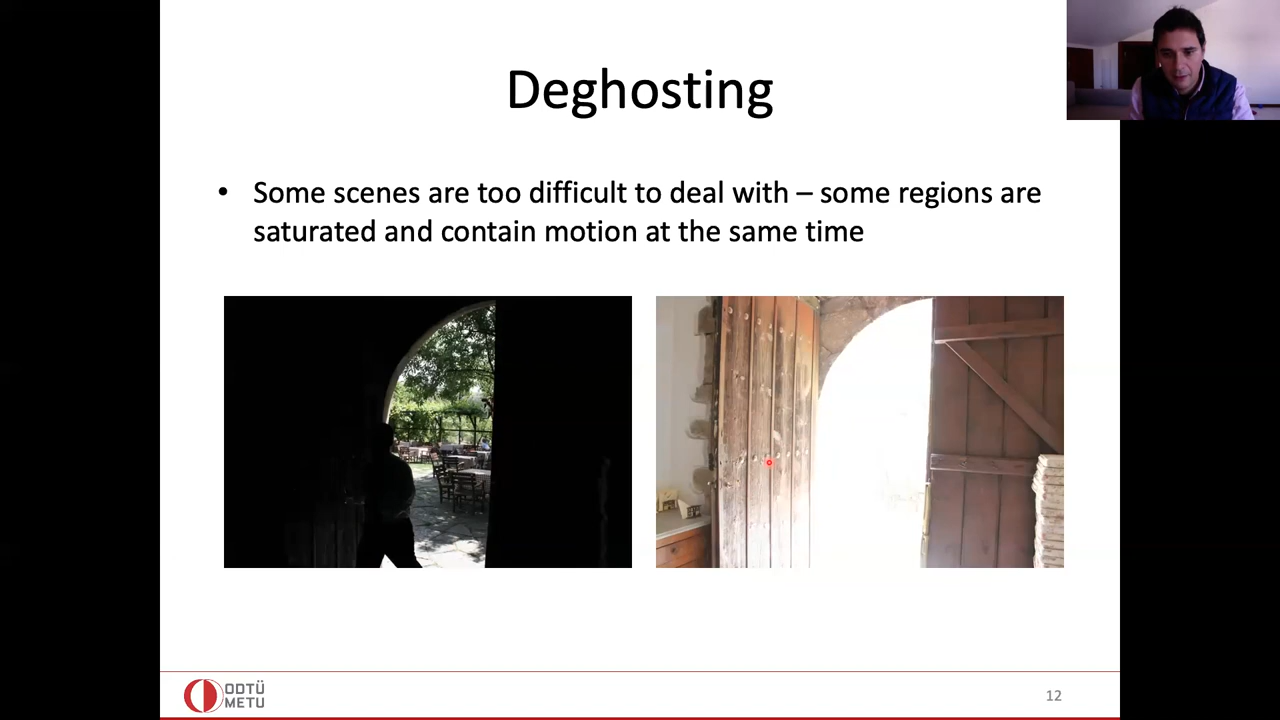 Deghosting
• Some scenes are too difficult to deal with – some regions are
saturated and contain motion at the same time
ODTÜ
METU
12